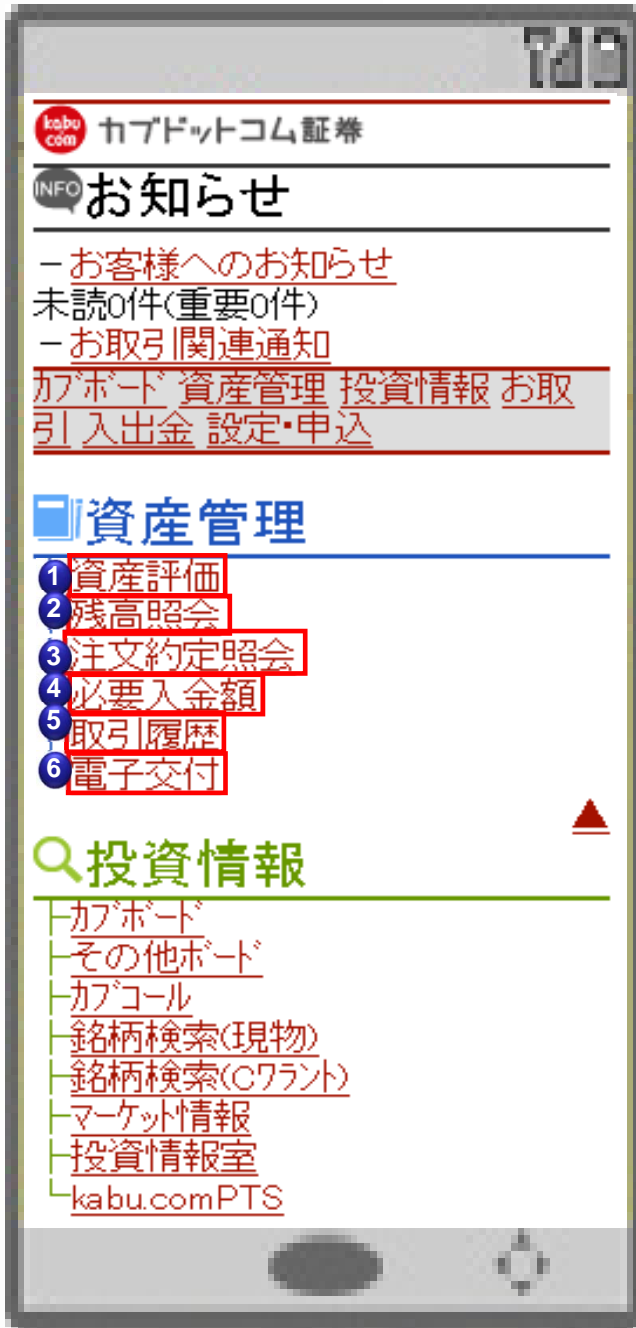 kabu
com
カブドットコム証券
INFO
お知らせ
－お客様へのお知らせ
未読0件(重要0件)
－お取引関連通知
ｶﾌﾞﾎﾞｰﾄﾞ 資産管理 投資情報 お取
引 入出金 設定・申込
資産管理
1 資産評価
2 残高照会
3 注文約定照会
4 必要入金額
5 取引履歴
6 電子交付
▲
投資情報
├ｶﾌﾞﾎﾞｰﾄﾞ
├その他ﾎﾞｰﾄﾞ
├ｶﾌﾞｺｰﾙ
├銘柄検索(現物)
├銘柄検索(Cﾜﾗﾝﾄ)
├ﾏｰｹｯﾄ情報
├投資情報室
└kabu.comPTS